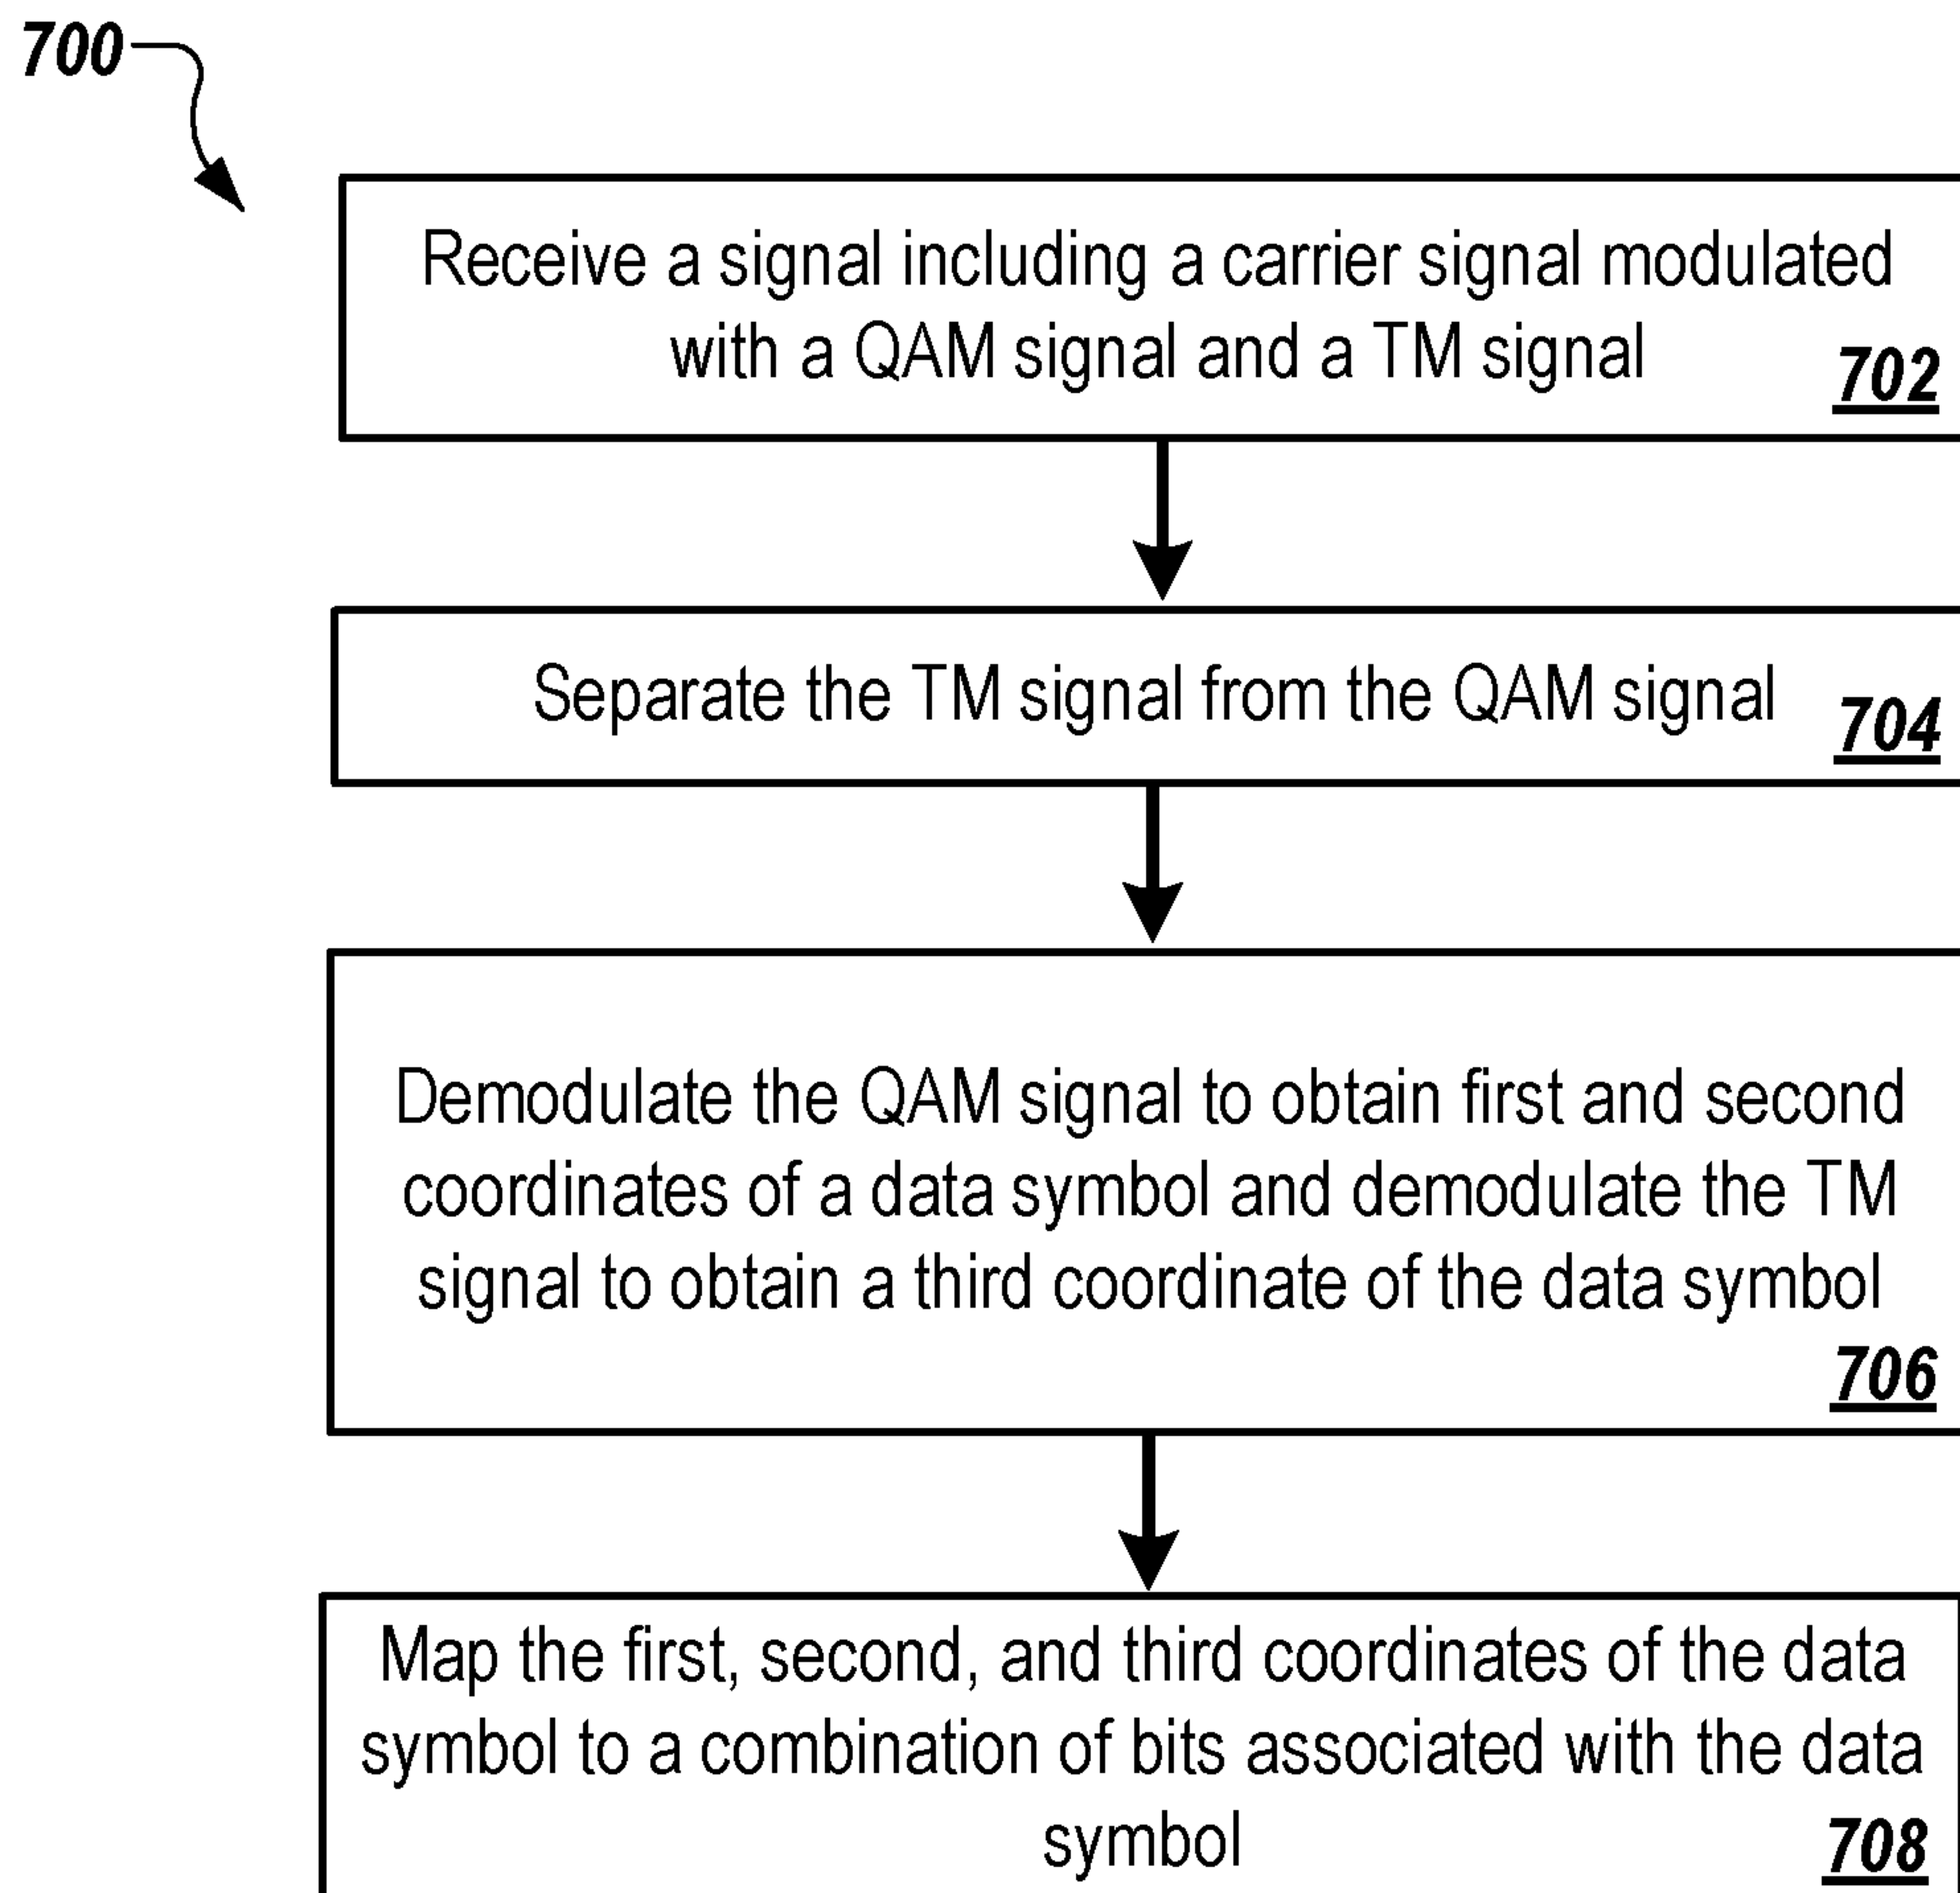 700
Receive a signal including a carrier signal modulated
with a QAM signal and a TM signal
702
Separate the TM signal from the QAM signal
704
Demodulate the QAM signal to obtain first and second
coordinates of a data symbol and demodulate the TM
signal to obtain a third coordinate of the data symbol
706
Map the first, second, and third coordinates of the data
symbol to a combination of bits associated with the data
symbol
708